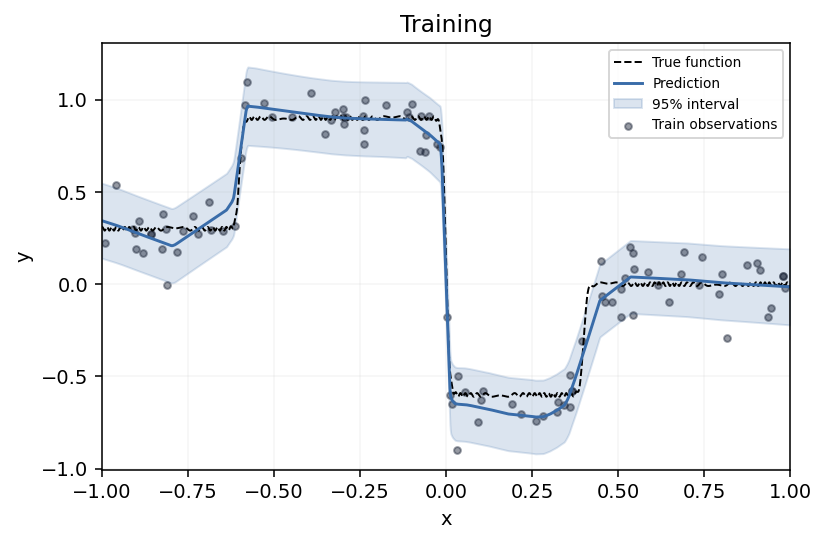 Training
True function
Prediction
95% interval
Train observations
1.0
0.5
0.0
−0.5
−1.0
y
−1.00 −0.75 −0.50 −0.25 0.00 0.25 0.50 0.75 1.00
x